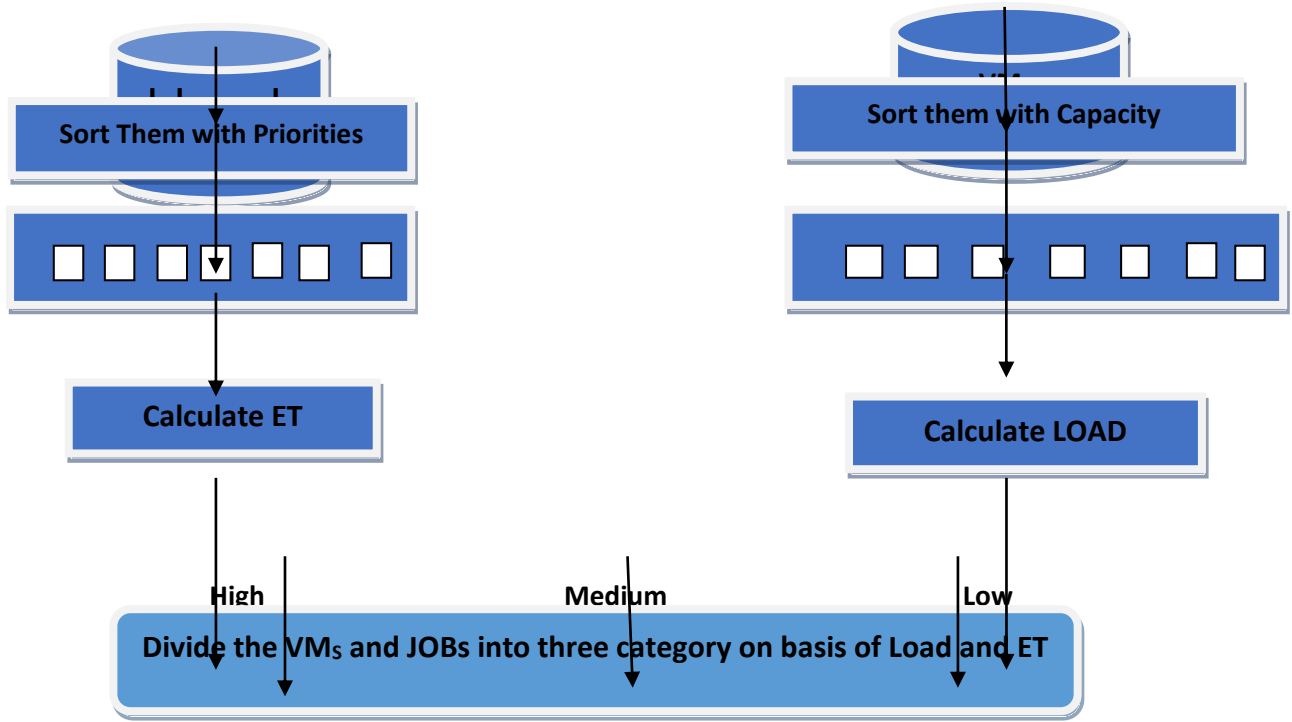 Sort Them with Priorities
Sort them with Capacity
Calculate ET
Calculate LOAD
High
Medium
Low
Divide the VMS and JOBs into three category on basis of Load and ET